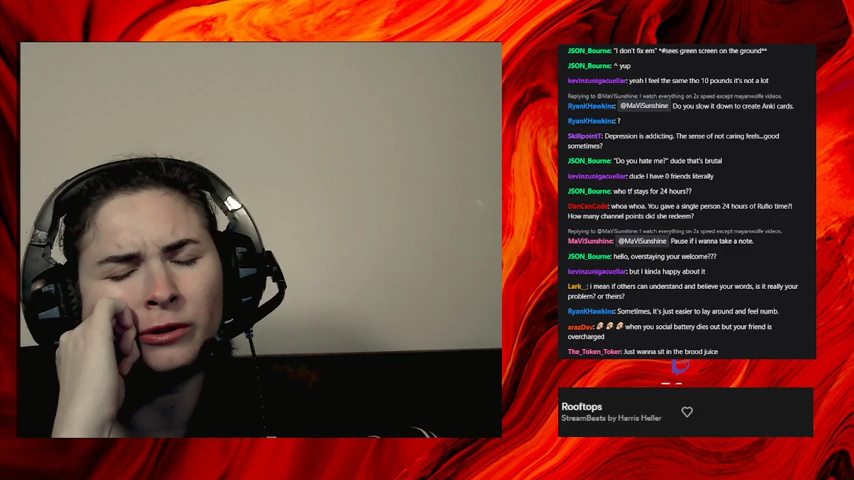 JSON_Bourne: "I don't fix em" *#sees green screen on the ground**
JSON_Bourne: ^ yup
kevinzunigacuellar: yeah I feel the same tho 10 pounds it's not a lot
Replying to @MaViSunshine: I watch everything on 2x speed except mayanwolfe videos.
RyanKHawkins: @MaViSunshine Do you slow it down to create Anki cards.
RyanKHawkins: ?
SkillpointT: Depression is addicting. The sense of not caring feels...good
sometimes?
JSON_Bourne: "Do you hate me?" dude that's brutal
kevinzunigacuellar: dude I have 0 friends literally
JSON_Bourne: who tf stays for 24 hours??
DanCanCode: whoa whoa. You gave a single person 24 hours of Rufio time?!
How many channel points did she redeem?
Replying to @MaViSunshine: I watch everything on 2x speed except mayanwolfe videos.
MaViSunshine: @MaViSunshine Pause if i wanna take a note.
JSON_Bourne: hello, overstaying your welcome???
kevinzunigacuellar: but I kinda happy about it
Lark__: i mean if others can understand and believe your words, is it really your
problem? or theirs?
RyanKHawkins: Sometimes, it's just easier to lay around and feel numb.
arazDev: when you social battery dies out but your friend is
overcharged
The_Token_Toker: Just wanna sit in the brood juice
Rooftops
StreamBeats by Harris Heller